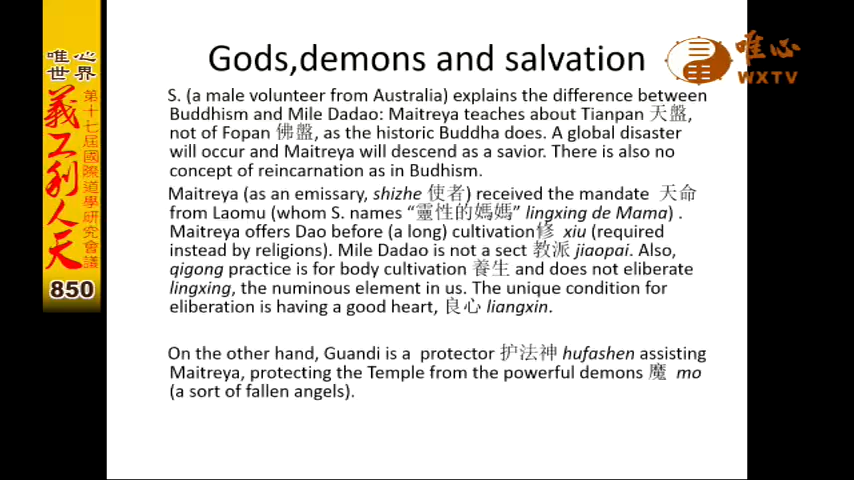 Gods,demons and salvation
唯心
WXTV
唯心
世界
義工利人天
第十七屆國際道學研究會議
850
S. (a male volunteer from Australia) explains the difference between
Buddhism and Mile Dadao: Maitreya teaches about Tianpan 天盤,
not of Fopan 佛盤, as the historic Buddha does. A global disaster
will occur and Maitreya will descend as a savior. There is also no
concept of reincarnation as in Budhism.
Maitreya (as an emissary, shizhe 使者) received the mandate 天命
from Laomu (whom S. names “靈性的媽媽” lingxing de Mama) .
Maitreya offers Dao before (a long) cultivation修 xiu (required
instead by religions). Mile Dadao is not a sect 教派 jiaopai. Also,
qigong practice is for body cultivation 養生 and does not eliberate
lingxing, the numinous element in us. The unique condition for
eliberation is having a good heart, 良心 liangxin.
On the other hand, Guandi is a protector 护法神 hufashen assisting
Maitreya, protecting the Temple from the powerful demons 魔 mo
(a sort of fallen angels).